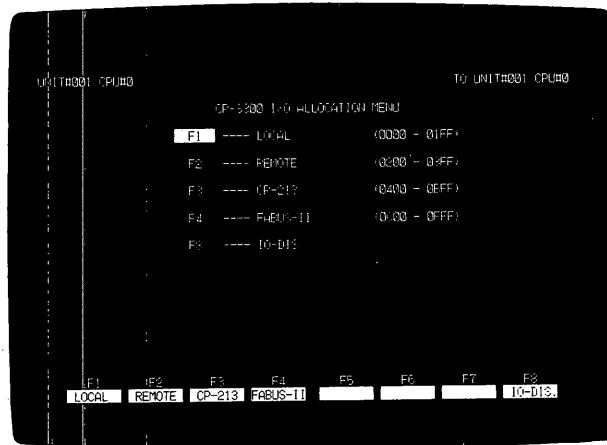 UNIT#001 CPU#0 TO UNIT#001 CPU#0
CP-3300 I/O ALLOCATION MENU
F1 ---- LOCAL (0000 - 01FF)
F2 ---- REMOTE (0200 - 03FF)
F3 ---- CP-213 (0400 - 0BFF)
F4 ---- FABUS-II (0C00 - 0FFF)
F8 ---- IO-DIS.
F1 F2 F3 F4 F5 F6 F7 F8
LOCAL REMOTE CP-213 FABUS-II IO-DIS.